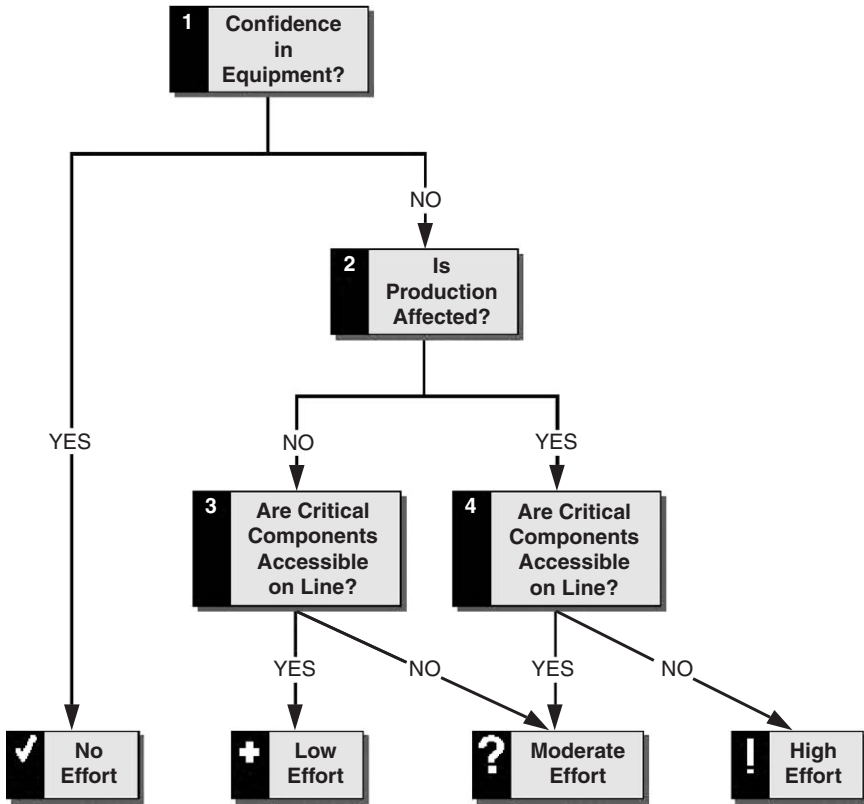 1
Confidence
in
Equipment?
NO
2
Is
Production
Affected?
YES
NO
YES
3
Are Critical
Components
Accessible
on Line?
4
Are Critical
Components
Accessible
on Line?
YES
NO
YES
NO
No
Effort
Low
Effort
?
Moderate
Effort
!
High
Effort